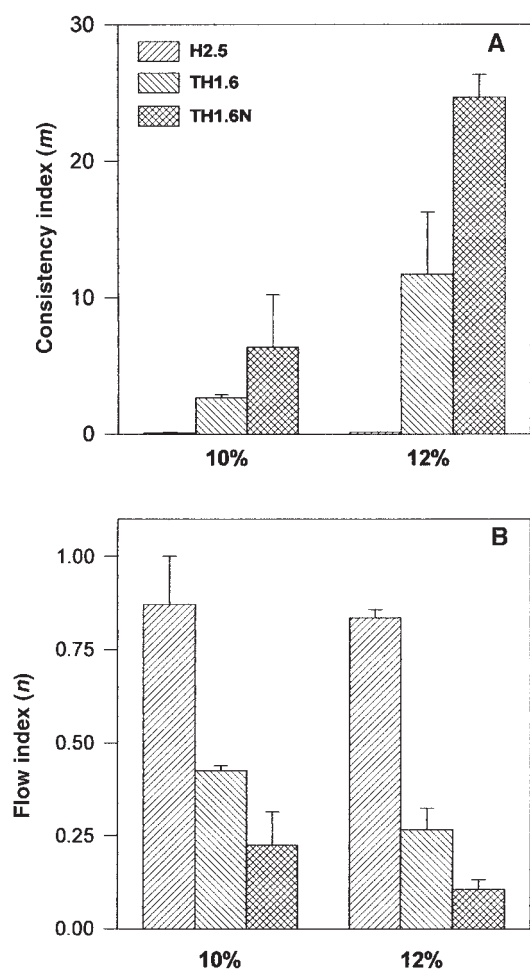 A
H2.5
TH1.6
TH1.6N
Consistency index (m)
30
20
10
0
10% 12%
B
Flow index (n)
1.00
0.75
0.50
0.25
0.00
10% 12%